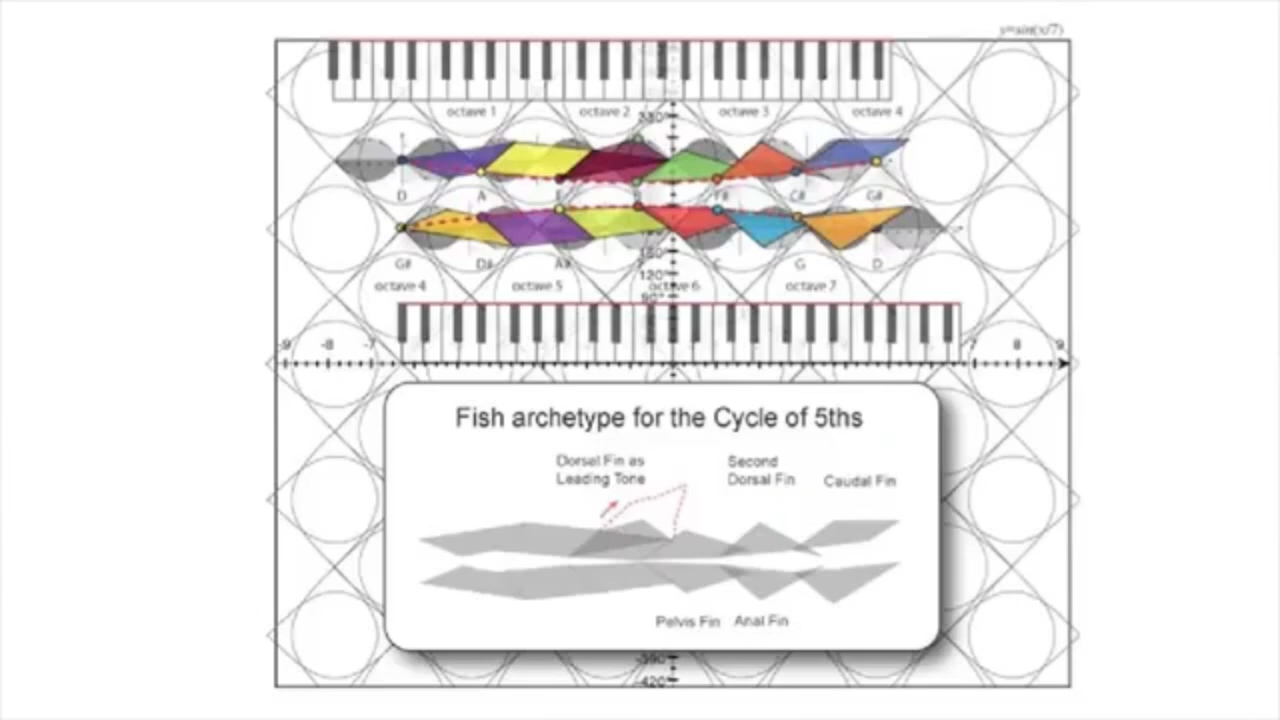 y=sin(x/7)
octave 1 octave 2 octave 3 octave 4
330°
D A E B F# C# G#
150°
G# D# A# C G D
120°
octave 4 octave 5 octave 6 octave 7
90°
-9 -8 -7 7 8 9
Fish archetype for the Cycle of 5ths
Dorsal Fin as
Leading Tone
Second
Dorsal Fin
Caudal Fin
Pelvis Fin Anal Fin
-390°
-420°